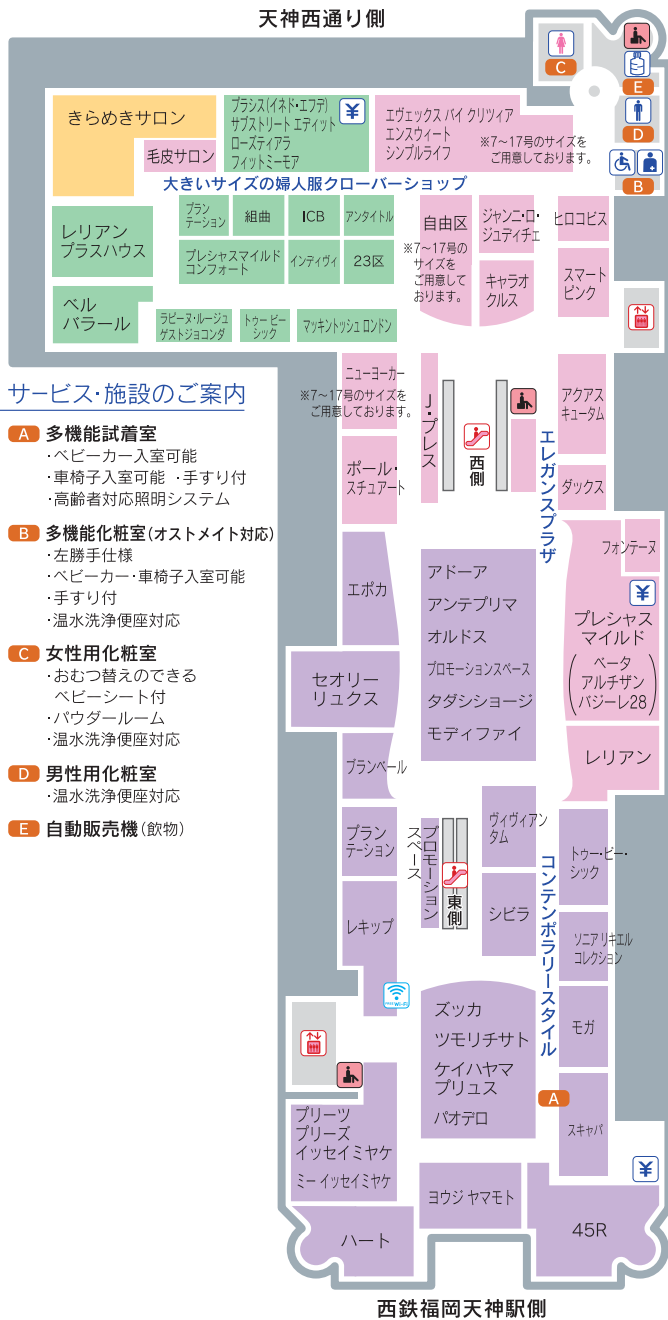 天神西通り側
C
E
D
B
きらめきサロン
毛皮サロン
プラシス(イネド・エフデ)
サブストリート エディット
ローズティアラ
フィットミーモア
¥
エヴェックス バイ クリツィア
エンスウィート
シンプルライフ
※7～17号のサイズを
ご用意しております。
大きいサイズの婦人服クローバーショップ
レリアン
プラスハウス
プラン
テーション
組曲
ICB
アンタイトル
プレシャスマイルド
コンフォート
インディヴィ
23区
ベル
バラール
ラピーヌ・ルージュ
ゲストジョコンダ
トゥー ビー
シック
マッキントッシュ ロンドン
自由区
※7～17号の
サイズを
ご用意して
おります。
ジャンニ・ロ・
ジュディチェ
キャラオ
クルス
ヒロコビス
スマート
ピンク
サービス・施設のご案内
A 多機能試着室
・ベビーカー入室可能
・車椅子入室可能 ・手すり付
・高齢者対応照明システム
B 多機能化粧室(オストメイト対応)
・左勝手仕様
・ベビーカー・車椅子入室可能
・手すり付
・温水洗浄便座対応
C 女性用化粧室
・おむつ替えのできる
ベビーシート付
・パウダールーム
・温水洗浄便座対応
D 男性用化粧室
・温水洗浄便座対応
E 自動販売機(飲物)
ニューヨーカー
※7～17号のサイズを
ご用意しております。
J・プレス
西側
アクアス
キュータム
エレガンスプラザ
ポール・
スチュアート
ダックス
フォンテーヌ
¥
プレシャス
マイルド
(ベータ
アルチザン
バジーレ28)
レリアン
エポカ
セオリー
リュクス
アドーア
アンテプリマ
オルドス
プロモーションスペース
タダシショージ
モディファイ
ブランベール
プラン
テーション
プロモーション
スペース
東側
ヴィヴィアン
タム
シビラ
コンテンポラリースタイル
トゥー・ビー・
シック
レキップ
ソニア リキエル
コレクション
モガ
ズッカ
ツモリチサト
ケイハヤマ
プリュス
パオデロ
A
スキャパ
プリーツ
プリーズ
イッセイミヤケ
ミー イッセイミヤケ
ハート
ヨウジ ヤマモト
¥
45R
西鉄福岡天神駅側